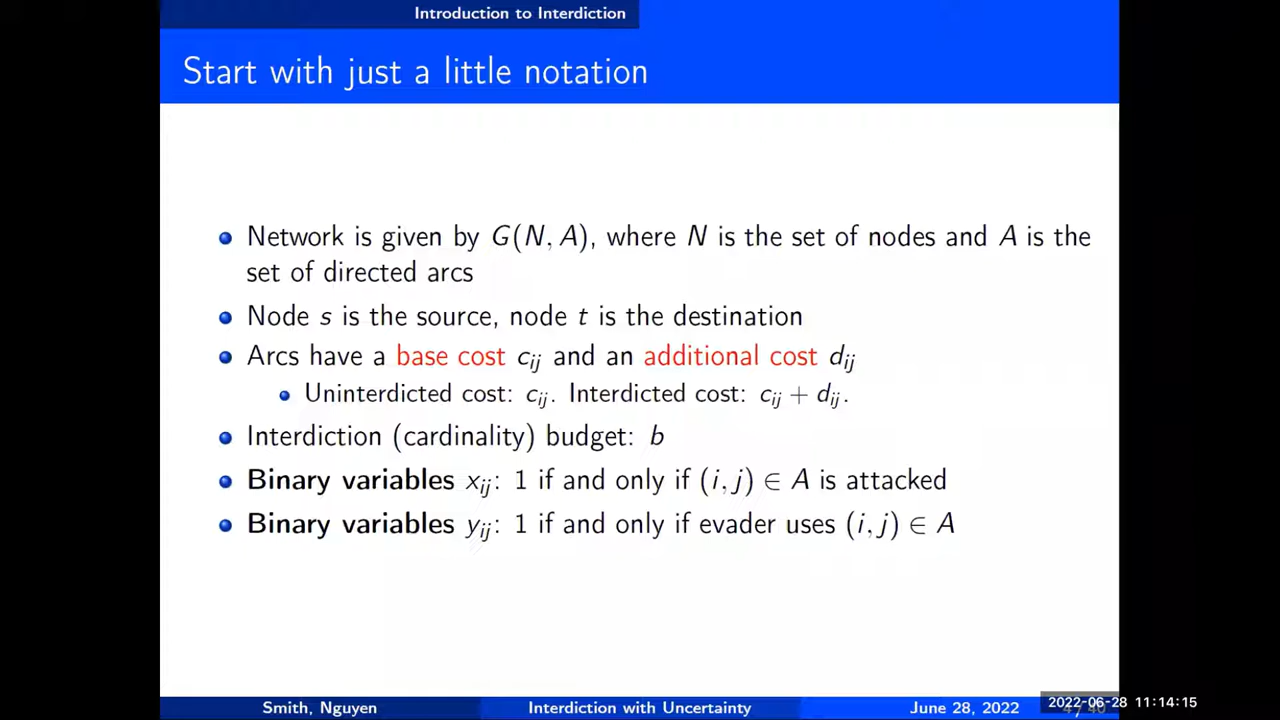 Introduction to Interdiction
Start with just a little notation
Network is given by G(N, A), where N is the set of nodes and A is the
set of directed arcs
Node s is the source, node t is the destination
Arcs have a base cost c_ij and an additional cost d_ij
Uninterdicted cost: c_ij. Interdicted cost: c_ij + d_ij.
Interdiction (cardinality) budget: b
Binary variables x_ij: 1 if and only if (i, j) ∈ A is attacked
Binary variables y_ij: 1 if and only if evader uses (i, j) ∈ A
Smith, Nguyen Interdiction with Uncertainty June 28, 2022
2022-06-28 11:14:15